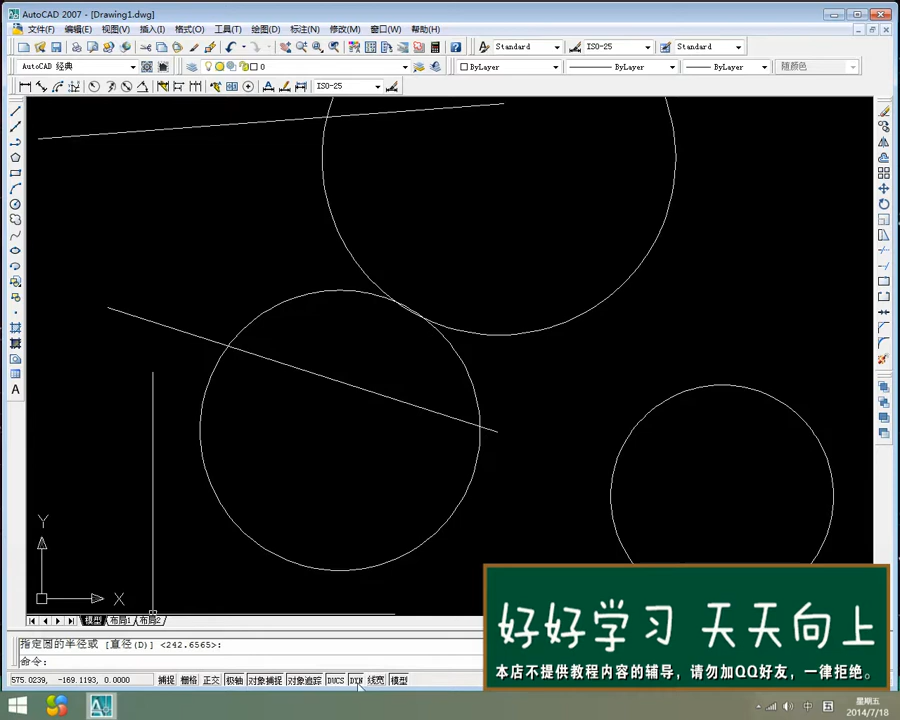 AutoCAD 2007 - [Drawing1.dwg]
文件(F) 编辑(E) 视图(V) 插入(I) 格式(O) 工具(T) 绘图(D) 标注(N) 修改(M) 窗口(W) 帮助(H)
Standard ISO-25 Standard
AutoCAD 经典 0 ByLayer ByLayer ByLayer 随颜色
ISO-25
A
Y
X
模型 布局1 布局2
指定圆的半径或 [直径(D)] <242.6565>:
命令:
575.0239, -169.1193, 0.0000 捕捉 栅格 正交 极轴 对象捕捉 对象追踪 DUCS DYN 线宽 模型
好好学习 天天向上
本店不提供教程内容的辅导，请勿加QQ好友，一律拒绝。
中 五 星期五
2014/7/18